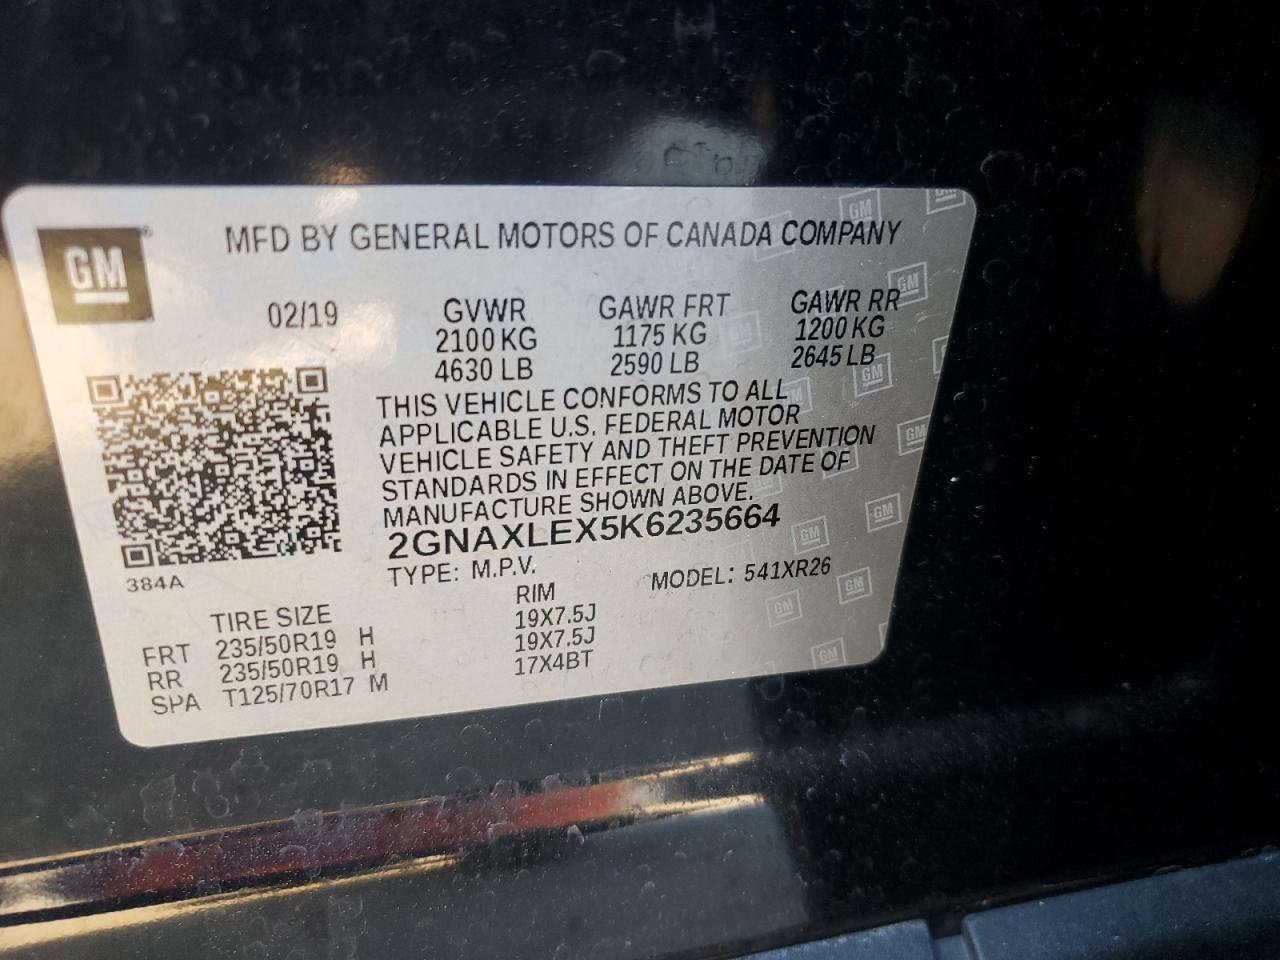 GM®
MFD BY GENERAL MOTORS OF CANADA COMPANY
02/19
GVWR GAWR FRT GAWR RR
2100 KG 1175 KG 1200 KG
4630 LB 2590 LB 2645 LB
THIS VEHICLE CONFORMS TO ALL
APPLICABLE U.S. FEDERAL MOTOR
VEHICLE SAFETY AND THEFT PREVENTION
STANDARDS IN EFFECT ON THE DATE OF
MANUFACTURE SHOWN ABOVE.
2GNAXLEX5K6235664
384A
TYPE: M.P.V. MODEL: 541XR26
TIRE SIZE RIM
FRT 235/50R19 H 19X7.5J
RR 235/50R19 H 19X7.5J
SPA T125/70R17 M 17X4BT